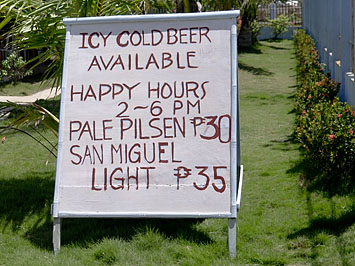 ICY COLD BEER
AVAILABLE
HAPPY HOURS
2~6 PM
PALE PILSEN ₱30
SAN MIGUEL
LIGHT ₱35